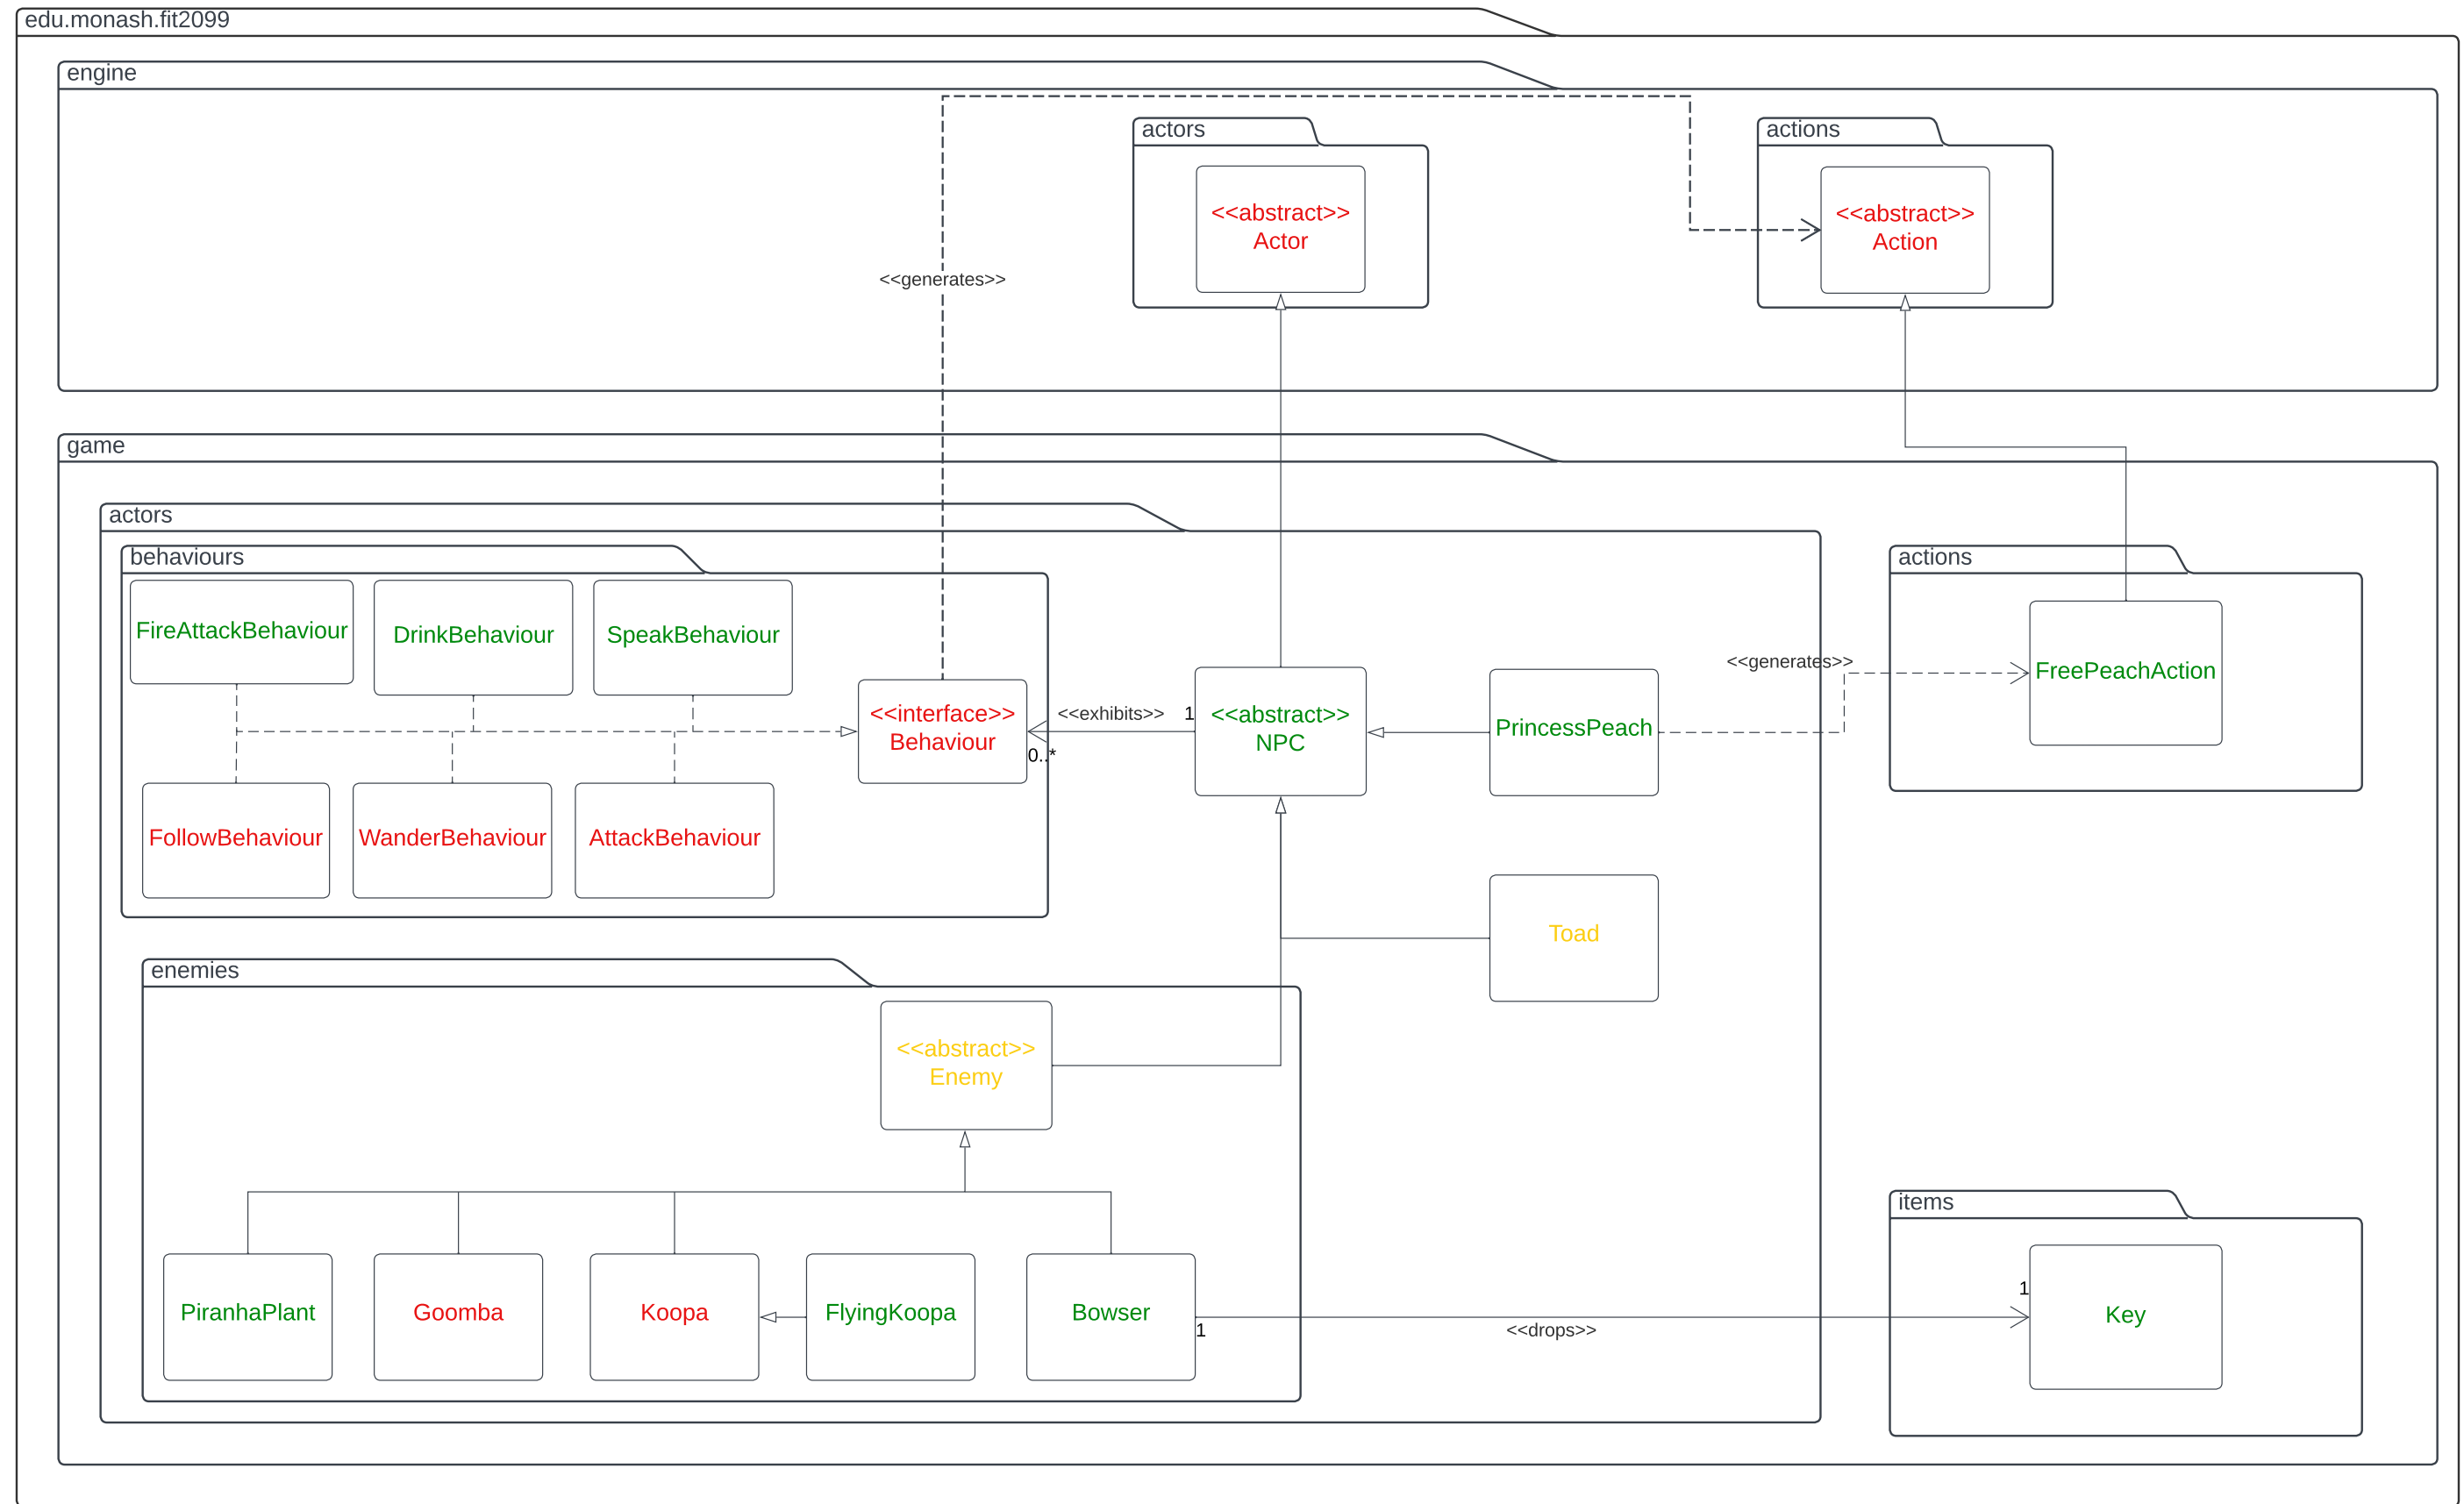 edu.monash.fit2099
engine
actors
actions
<<abstract>>
Actor
<<abstract>>
Action
<<generates>>
game
actors
behaviours
actions
FireAttackBehaviour
DrinkBehaviour
SpeakBehaviour
<<interface>>
Behaviour
<<exhibits>>
1
0..*
<<abstract>>
NPC
PrincessPeach
<<generates>>
FreePeachAction
FollowBehaviour
WanderBehaviour
AttackBehaviour
Toad
enemies
<<abstract>>
Enemy
items
PiranhaPlant
Goomba
Koopa
FlyingKoopa
Bowser
1
<<drops>>
1
Key